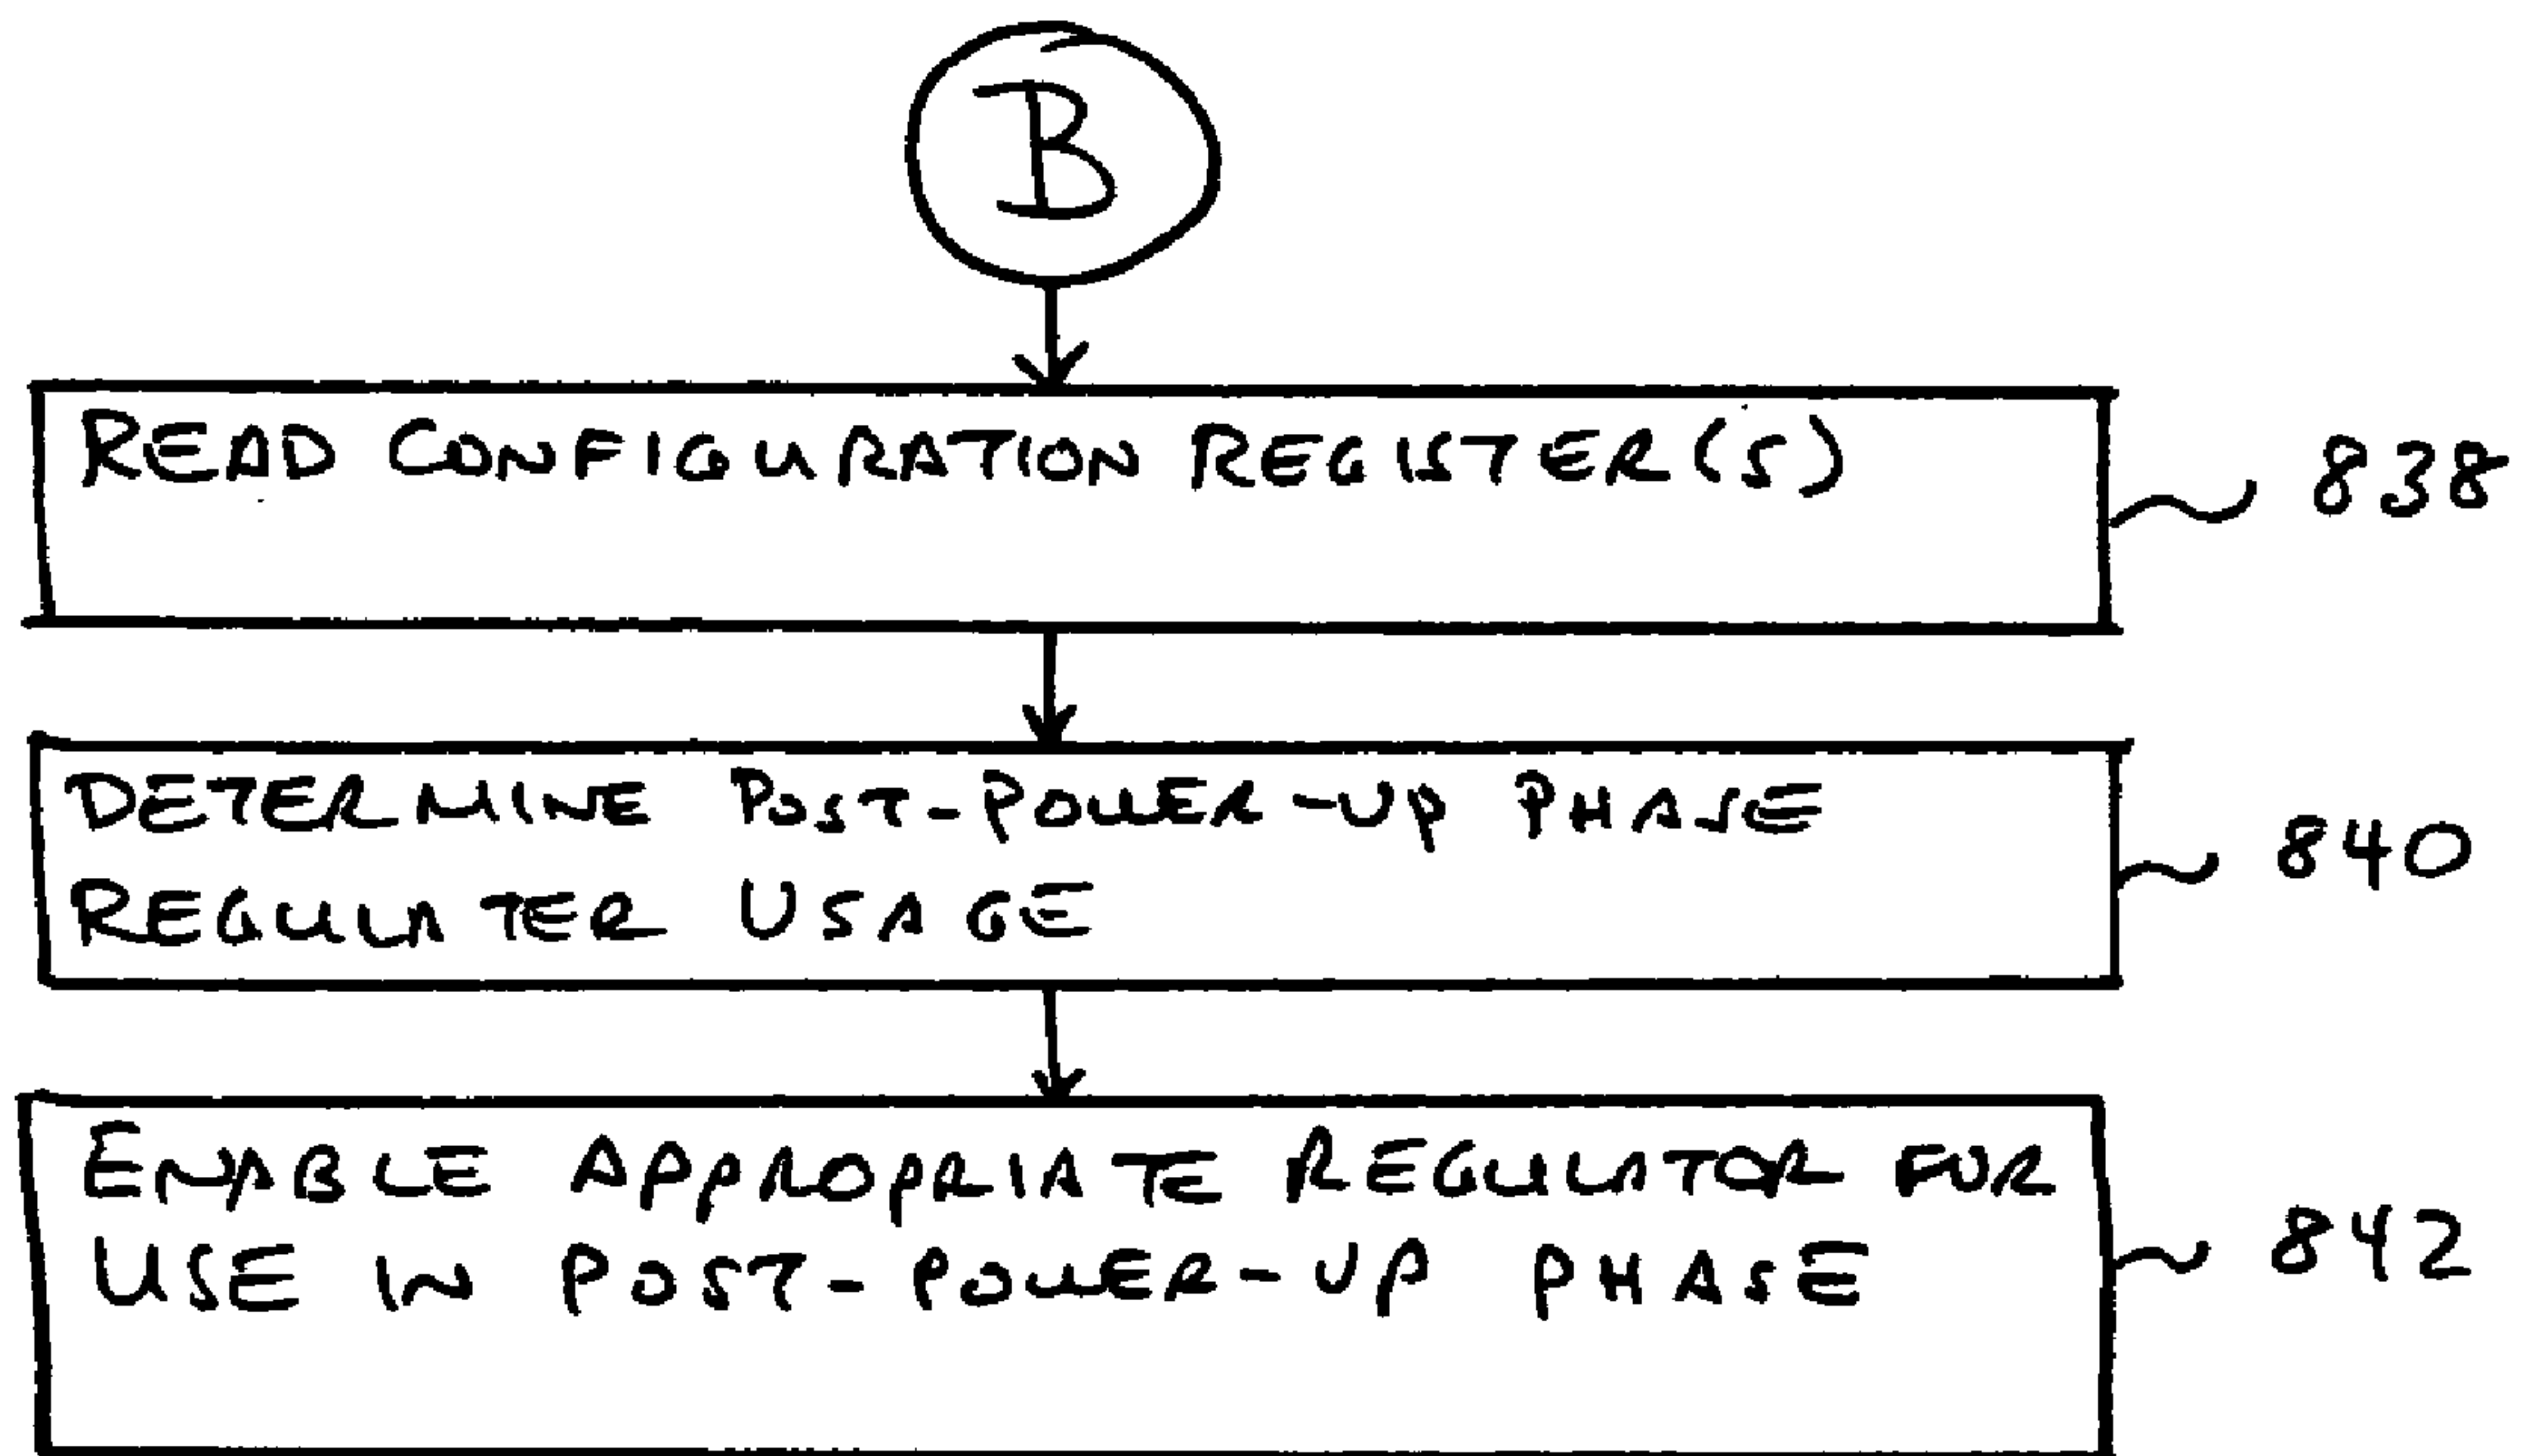 B
READ CONFIGURATION REGISTER(S)
838
DETERMINE POST-POWER-UP PHASE
REGULATER USAGE
840
ENABLE APPROPRIATE REGULATOR FOR
USE IN POST-POWER-UP PHASE
842